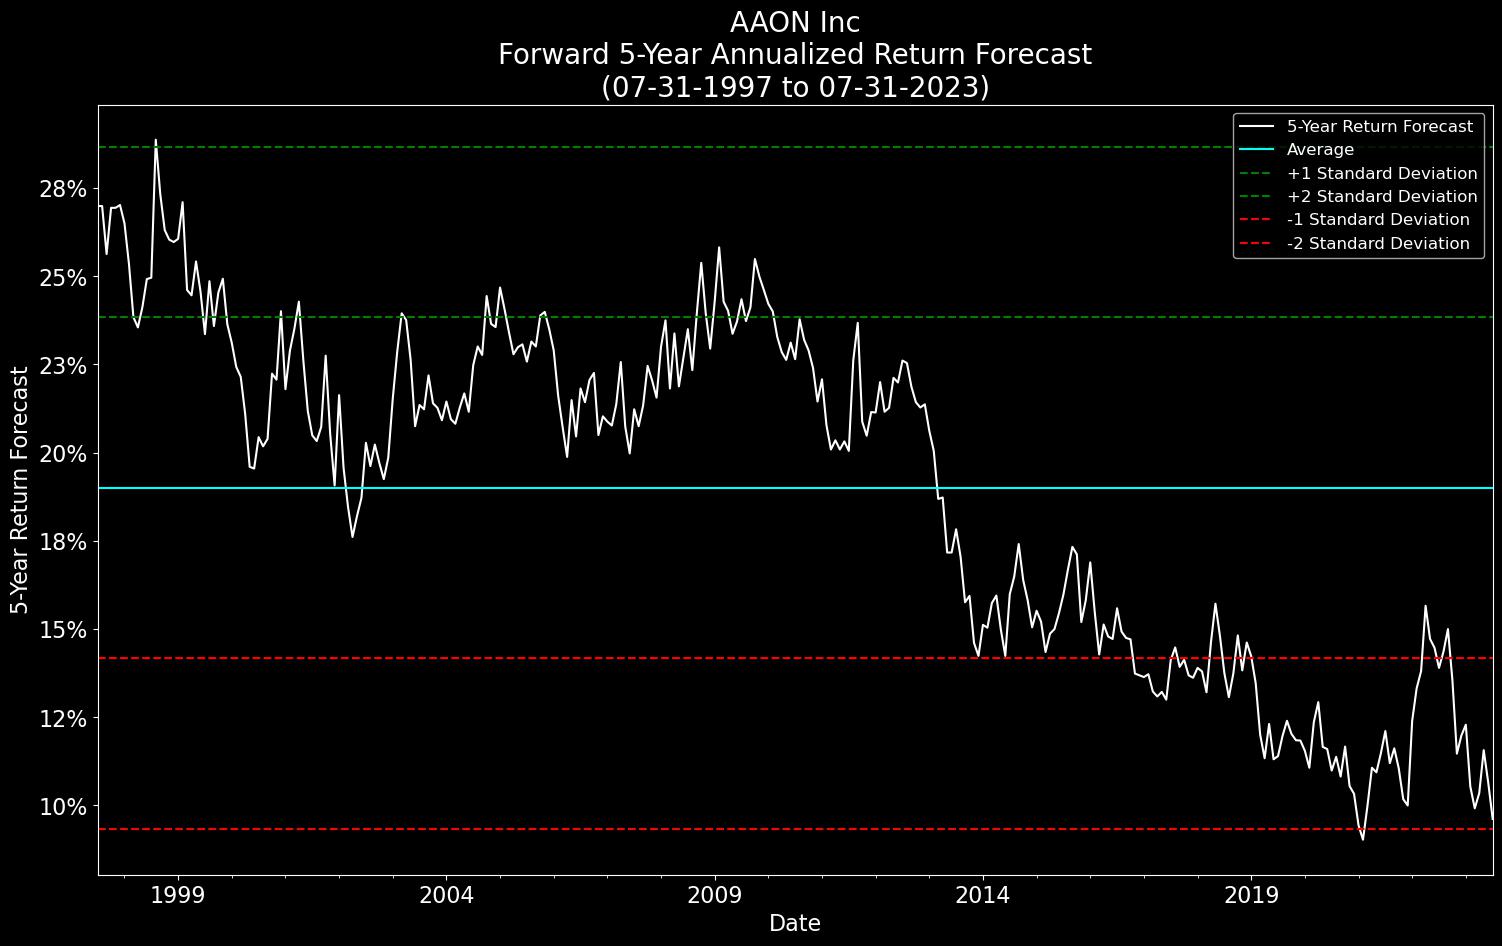 AAON Inc
Forward 5-Year Annualized Return Forecast
(07-31-1997 to 07-31-2023)
5-Year Return Forecast
Average
+1 Standard Deviation
+2 Standard Deviation
-1 Standard Deviation
-2 Standard Deviation
28%
25%
23%
20%
18%
15%
12%
10%
5-Year Return Forecast
1999
2004
2009
2014
2019
Date